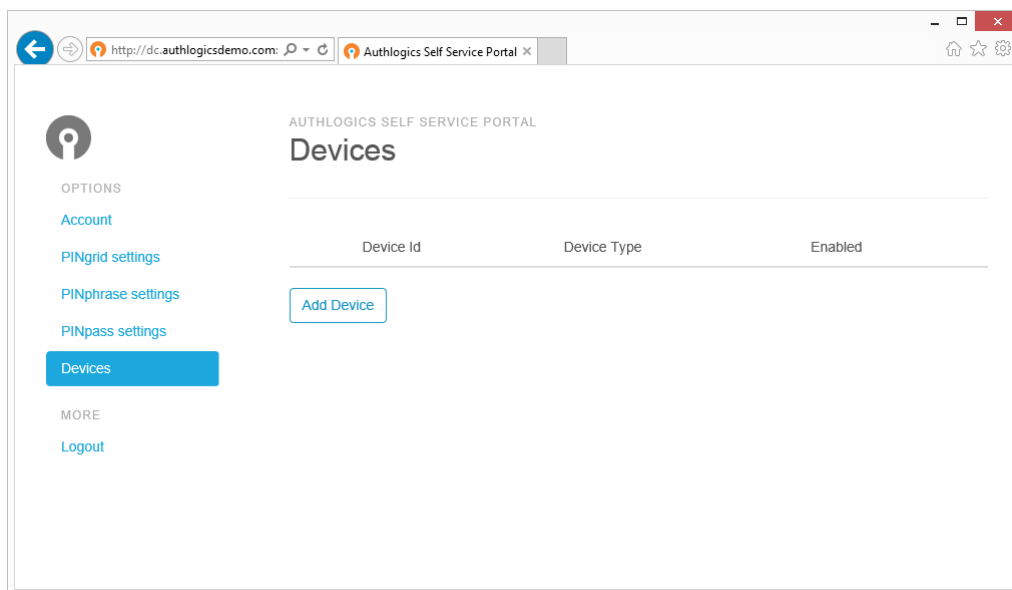 http://dc.authlogicsdemo.com:
Authlogics Self Service Portal
AUTHLOGICS SELF SERVICE PORTAL
Devices
OPTIONS
Account
PINgrid settings
PINphrase settings
PINpass settings
Devices
MORE
Logout
Device Id Device Type Enabled
Add Device